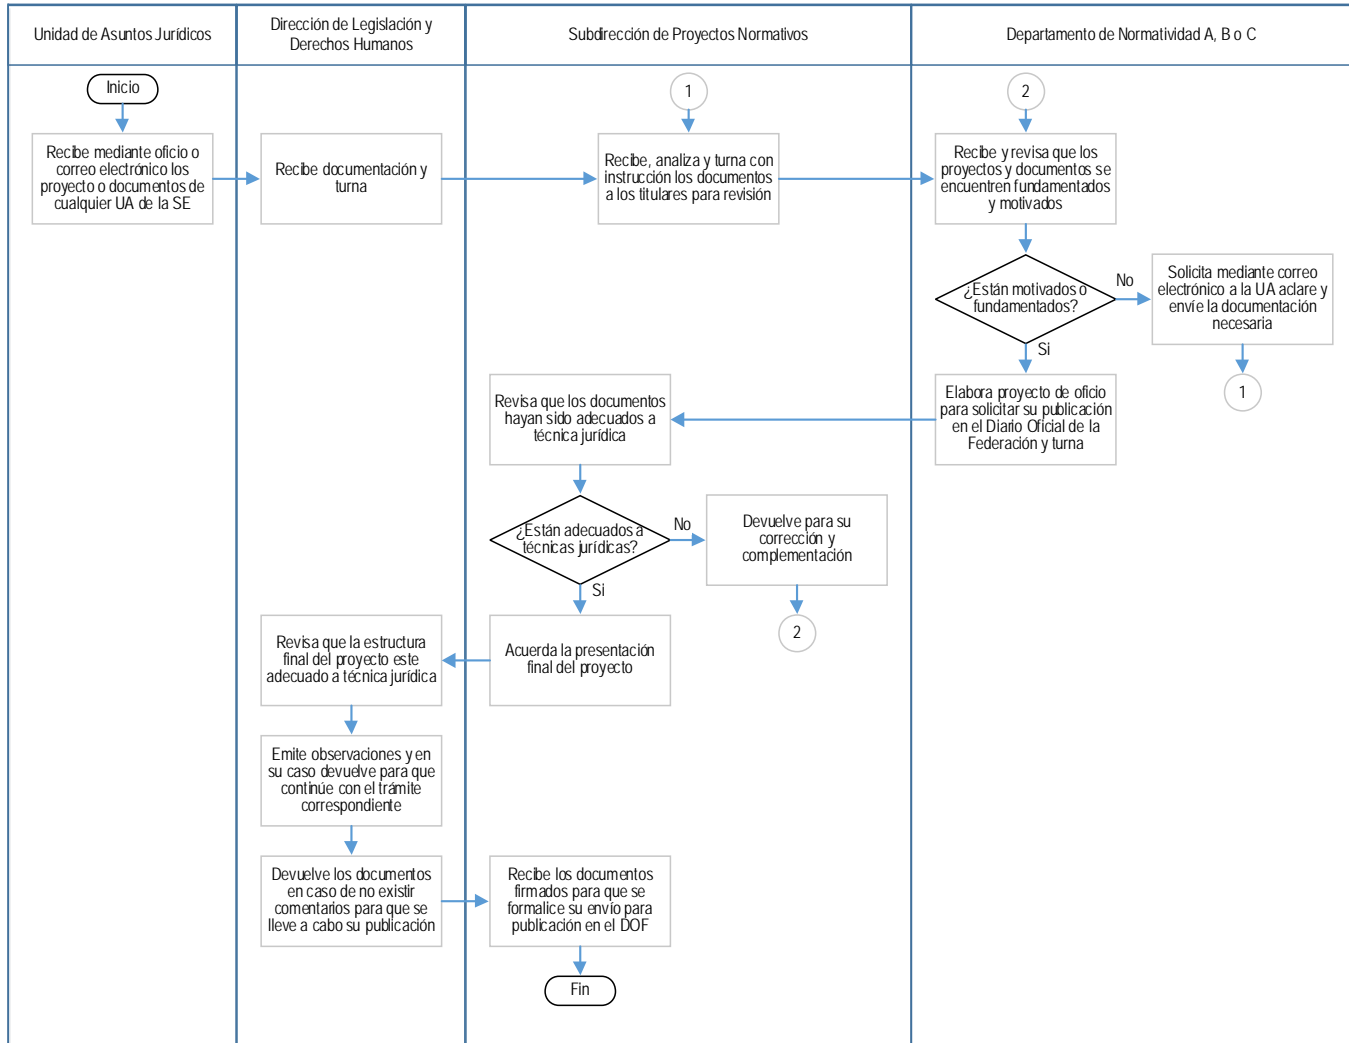 Unidad de Asuntos Jurídicos
Dirección de Legislación y
Derechos Humanos
Subdirección de Proyectos Normativos
Departamento de Normatividad A, B o C
Inicio
1
2
Recibe mediante oficio o
correo electrónico los
proyecto o documentos de
cualquier UA de la SE
Recibe documentación y
turna
Recibe, analiza y turna con
instrucción los documentos
a los titulares para revisión
Recibe y revisa que los
proyectos y documentos se
encuentren fundamentados
y motivados
¿Están motivados o
fundamentados?
No
Solicita mediante correo
electrónico a la UA aclare y
envíe la documentación
necesaria
1
Si
Elabora proyecto de oficio
para solicitar su publicación
en el Diario Oficial de la
Federación y turna
Revisa que los documentos
hayan sido adecuados a
técnica jurídica
¿Están adecuados a
técnicas jurídicas?
No
Devuelve para su
corrección y
complementación
2
Si
Acuerda la presentación
final del proyecto
Revisa que la estructura
final del proyecto este
adecuado a técnica jurídica
Emite observaciones y en
su caso devuelve para que
continúe con el trámite
correspondiente
Devuelve los documentos
en caso de no existir
comentarios para que se
lleve a cabo su publicación
Recibe los documentos
firmados para que se
formalice su envío para
publicación en el DOF
Fin